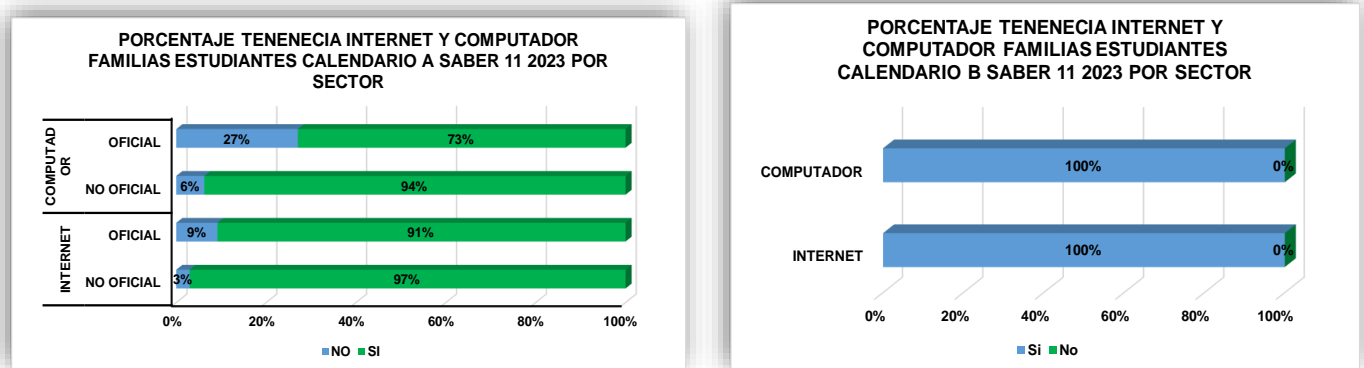 PORCENTAJE TENENECIA INTERNET Y COMPUTADOR
FAMILIAS ESTUDIANTES CALENDARIO A SABER 11 2023 POR
SECTOR
COMPUTAD
OR
OFICIAL
27%
73%
NO OFICIAL
6%
94%
INTERNET
OFICIAL
9%
91%
NO OFICIAL
3%
97%
0%
20%
40%
60%
80%
100%
NO
SI
PORCENTAJE TENENECIA INTERNET Y
COMPUTADOR FAMILIAS ESTUDIANTES
CALENDARIO B SABER 11 2023 POR SECTOR
COMPUTADOR
100%
0%
INTERNET
100%
0%
0%
20%
40%
60%
80%
100%
Si
No